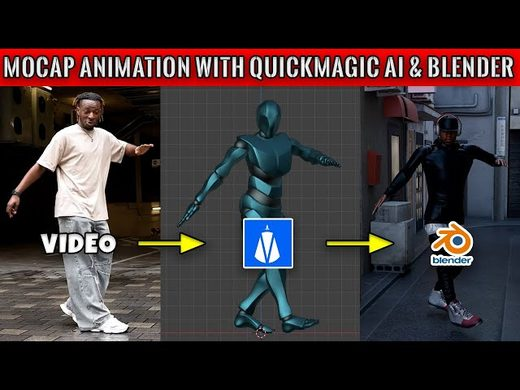 MOCAP ANIMATION WITH QUICKMAGIC AI & BLENDER
VIDEO
blender